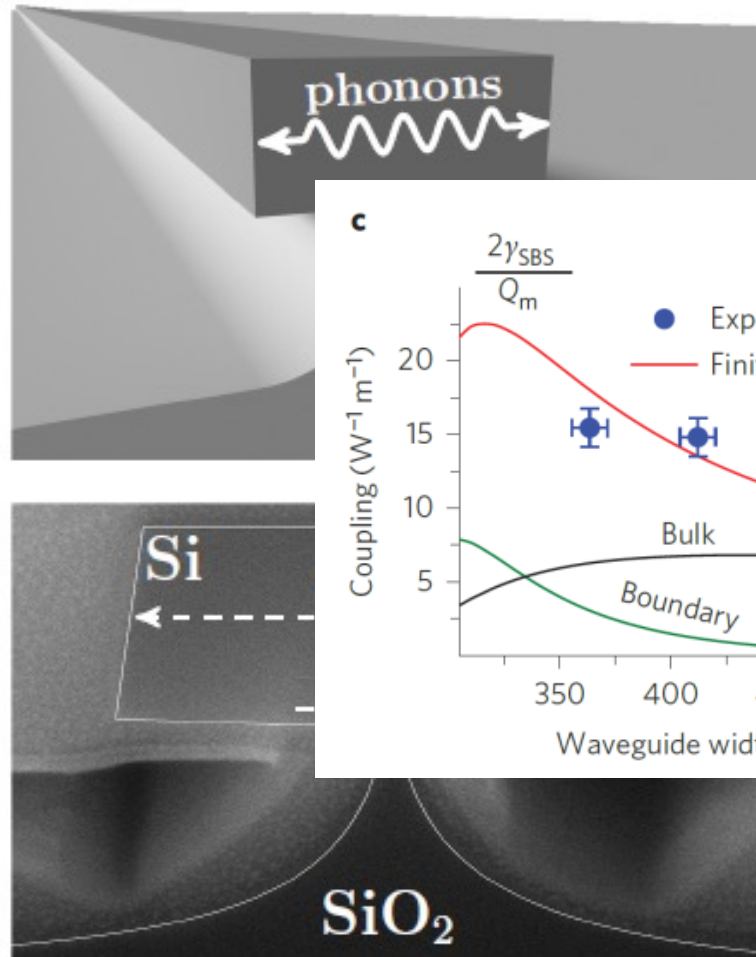 phonons
c
2γSBS
Qm
Exp
Finit
20
15
10
5
Coupling (W⁻¹ m⁻¹)
Bulk
Boundary
350
400
Waveguide widt
Si
SiO₂